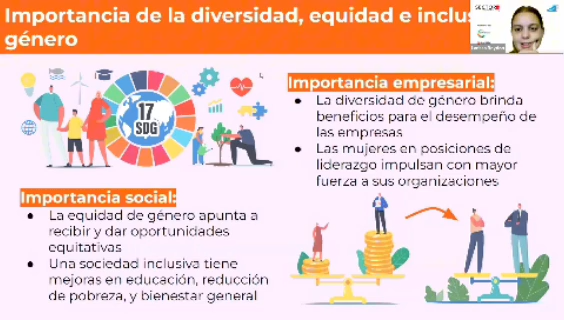 Importancia de la diversidad, equidad e inclus
género
17
SDG
Importancia empresarial:
● La diversidad de género brinda
beneficios para el desempeño de
las empresas
● Las mujeres en posiciones de
liderazgo impulsan con mayor
fuerza a sus organizaciones
Importancia social:
● La equidad de género apunta a
recibir y dar oportunidades
equitativas
● Una sociedad inclusiva tiene
mejoras en educación, reducción
de pobreza, y bienestar general